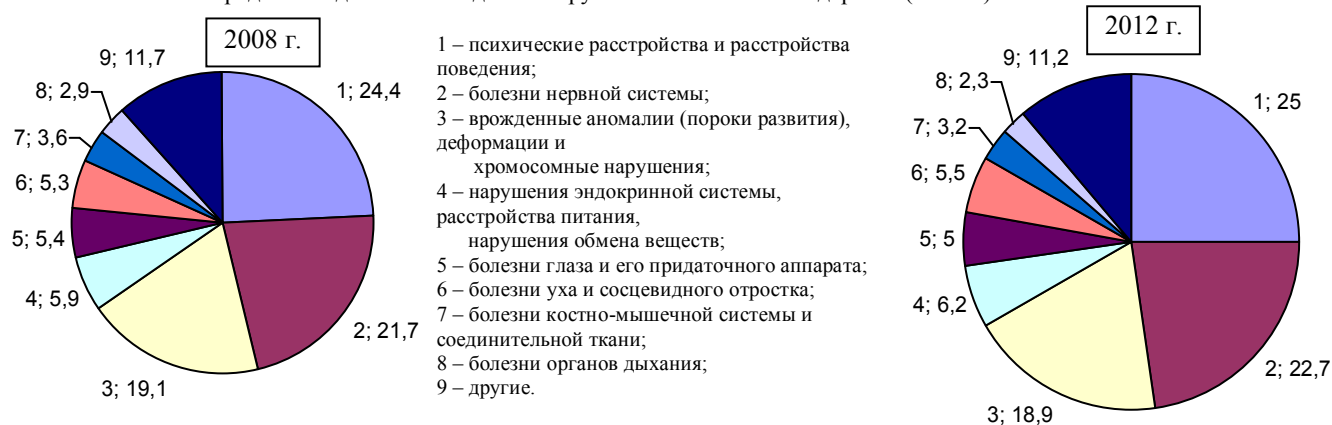 2008 г.
9; 11,7
8; 2,9
7; 3,6
6; 5,3
5; 5,4
4; 5,9
3; 19,1
2; 21,7
1; 24,4
1 – психические расстройства и расстройства
поведения;
2 – болезни нервной системы;
3 – врожденные аномалии (пороки развития),
деформации и
хромосомные нарушения;
4 – нарушения эндокринной системы,
расстройства питания,
нарушения обмена веществ;
5 – болезни глаза и его придаточного аппарата;
6 – болезни уха и сосцевидного отростка;
7 – болезни костно-мышечной системы и
соединительной ткани;
8 – болезни органов дыхания;
9 – другие.
2012 г.
9; 11,2
8; 2,3
7; 3,2
6; 5,5
5; 5
4; 6,2
3; 18,9
2; 22,7
1; 25